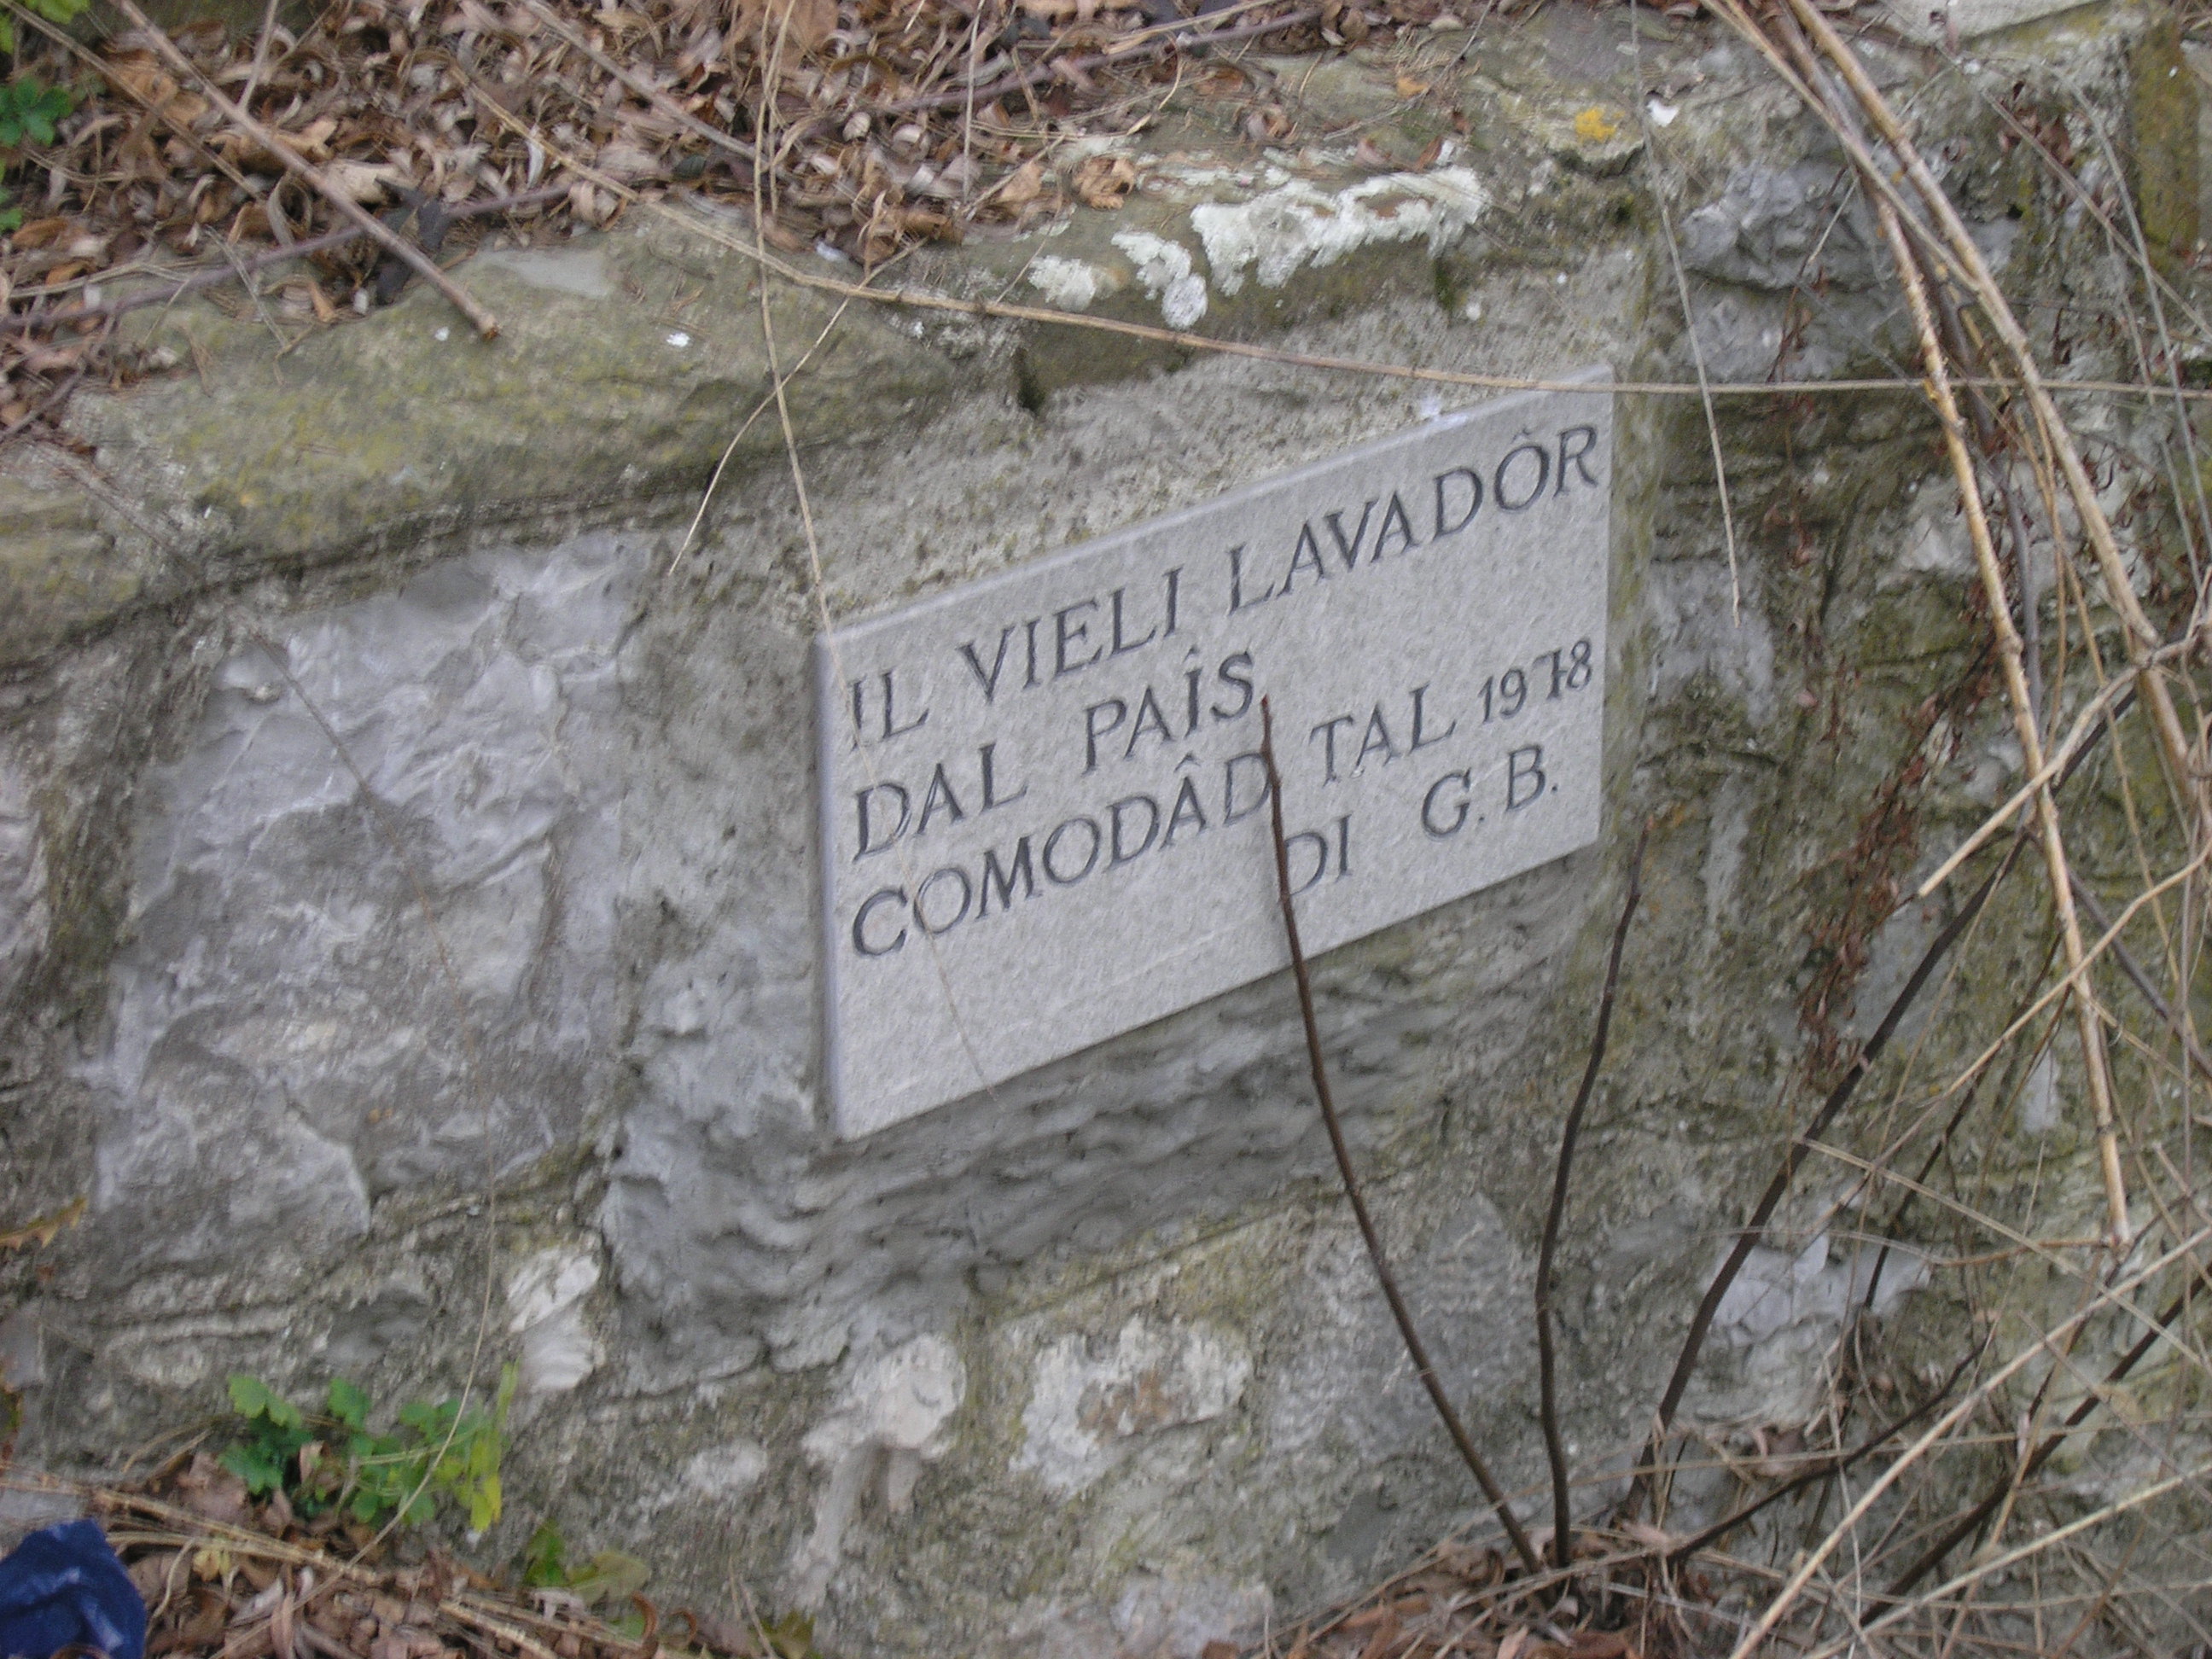 IL VIELI LAVADÔR
DAL PAÎS
COMODÂD TAL 1978
DI G.B.